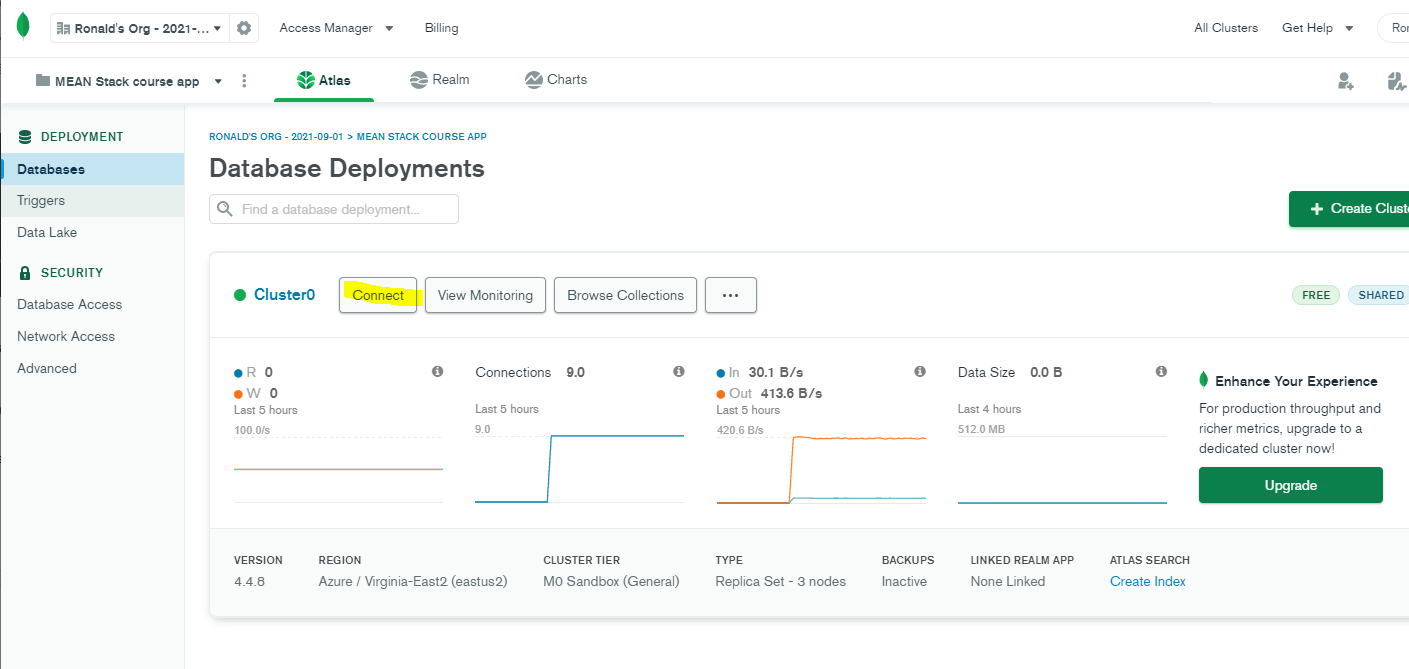 Ronald's Org - 2021-... Access Manager Billing All Clusters Get Help
MEAN Stack course app Atlas Realm Charts
DEPLOYMENT
Databases
Triggers
Data Lake
SECURITY
Database Access
Network Access
Advanced
RONALD'S ORG - 2021-09-01 > MEAN STACK COURSE APP
Database Deployments
Find a database deployment...
+ Create
Cluster0 Connect View Monitoring Browse Collections ... FREE SHARED
R 0
W 0
Last 5 hours
100.0/s
Connections 9.0
Last 5 hours
9.0
In 30.1 B/s
Out 413.6 B/s
Last 5 hours
420.6 B/s
Data Size 0.0 B
Last 4 hours
512.0 MB
Enhance Your Experience
For production throughput and
richer metrics, upgrade to a
dedicated cluster now!
Upgrade
VERSION REGION CLUSTER TIER TYPE BACKUPS LINKED REALM APP ATLAS SEARCH
4.4.8 Azure / Virginia-East2 (eastus2) M0 Sandbox (General) Replica Set - 3 nodes Inactive None Linked Create Index